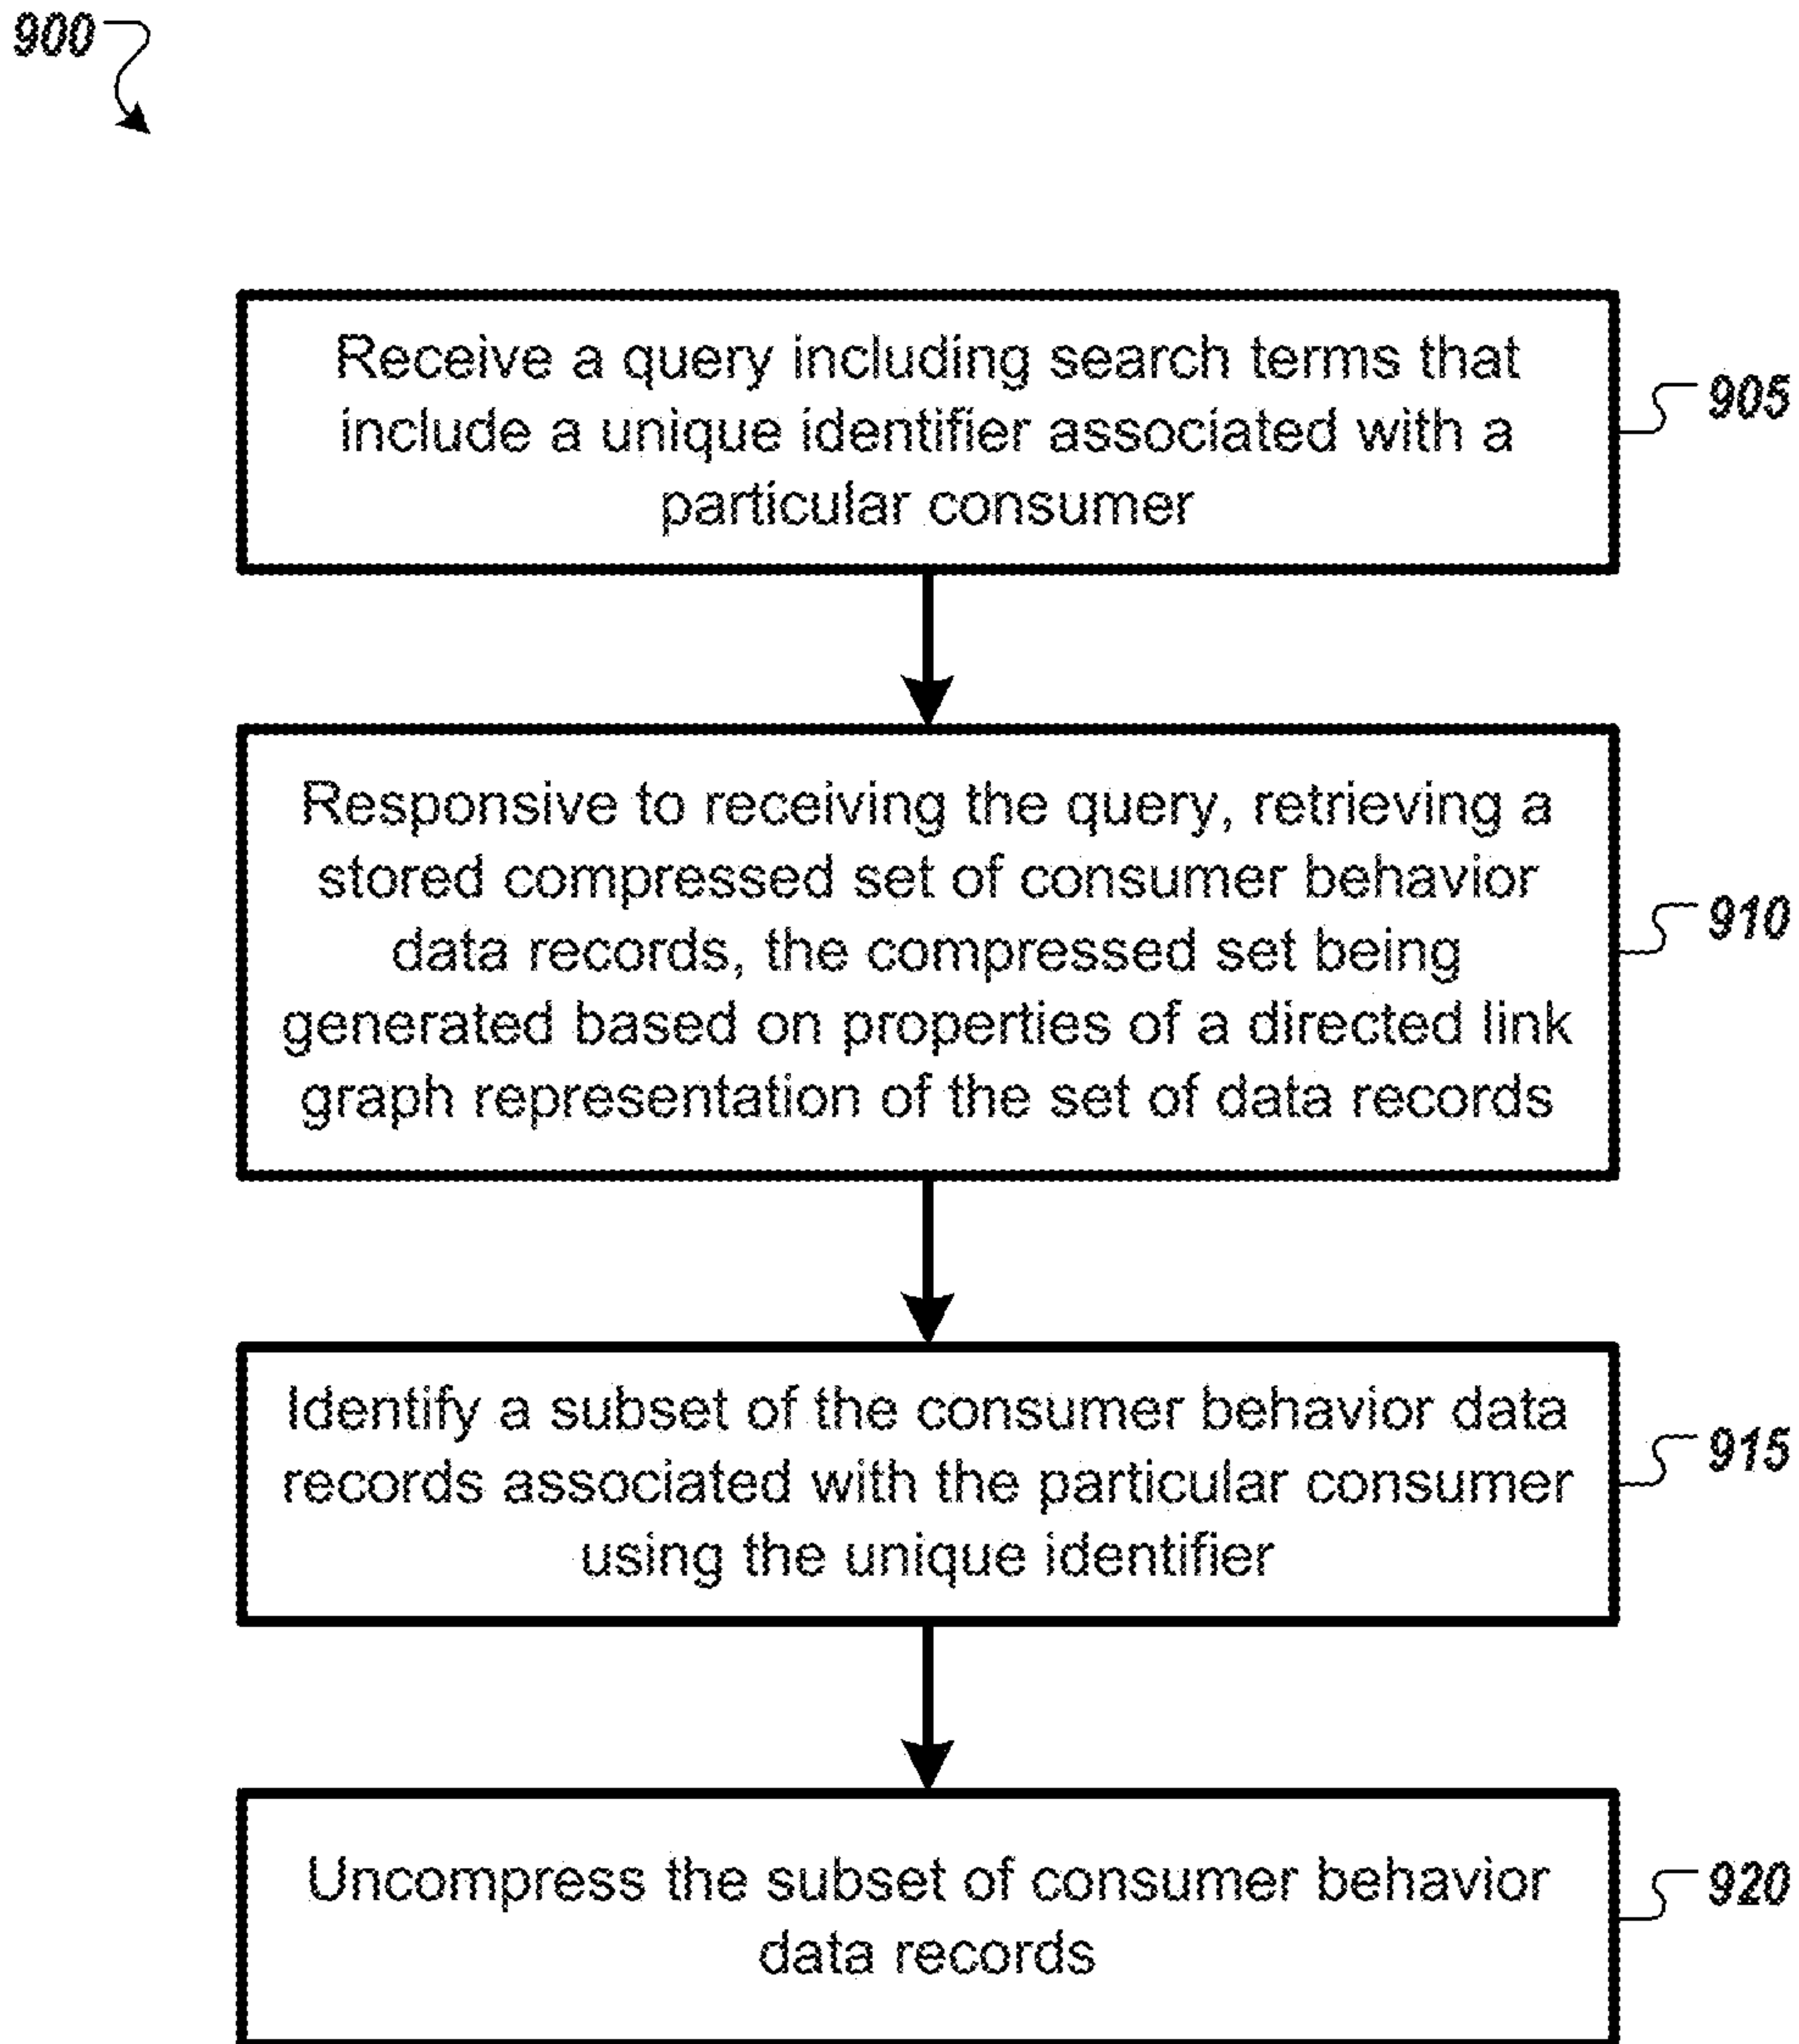 900
Receive a query including search terms that
include a unique identifier associated with a
particular consumer
905
Responsive to receiving the query, retrieving a
stored compressed set of consumer behavior
data records, the compressed set being
generated based on properties of a directed link
graph representation of the set of data records
910
Identify a subset of the consumer behavior data
records associated with the particular consumer
using the unique identifier
915
Uncompress the subset of consumer behavior
data records
920